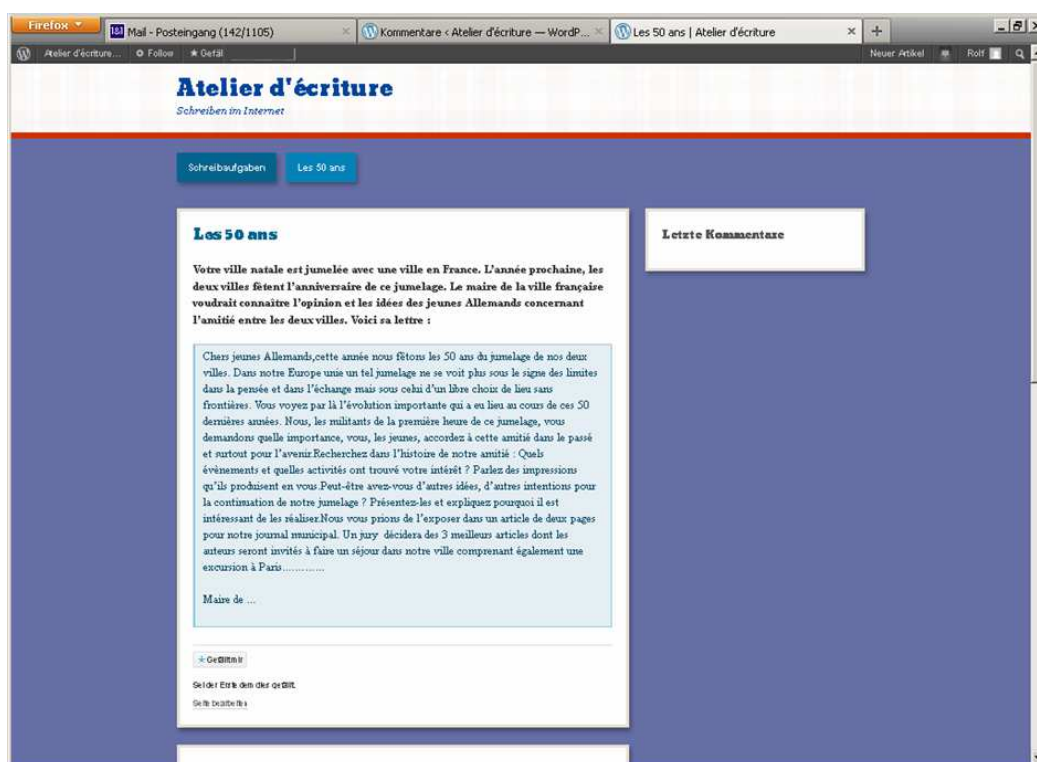 Firefox
Mail - Posteingang (142/1105)
Kommentare ‹ Atelier d'écriture — WordP...
Les 50 ans | Atelier d'écriture
Atelier d'écriture...
Follow
Gefäl
Neuer Artikel
Rolf
Atelier d'écriture
Schreiben im Internet
Schreibaufgaben
Les 50 ans
Les 50 ans
Letzte Kommentare
Votre ville natale est jumelée avec une ville en France. L'année prochaine, les
deux villes fêtent l'anniversaire de ce jumelage. Le maire de la ville française
voudrait connaître l'opinion et les idées des jeunes Allemands concernant
l'amitié entre les deux villes. Voici sa lettre :
Chers jeunes Allemands,cette année nous fêtons les 50 ans du jumelage de nos deux
villes. Dans notre Europe unie un tel jumelage ne se voit plus sous le signe des limites
dans la pensée et dans l'échange mais sous celui d'un libre choix de lieu sans
frontières. Vous voyez par là l'évolution importante qui a eu lieu au cours de ces 50
dernières années. Nous, les militants de la première heure de ce jumelage, vous
demandons quelle importance, vous, les jeunes, accordez à cette amitié dans le passé
et surtout pour l'avenir.Recherchez dans l'histoire de notre amitié : Quels
évènements et quelles activités ont trouvé votre intérêt ? Parlez des impressions
qu'ils produisent en vous.Peut-être avez-vous d'autres idées, d'autres intentions pour
la continuation de notre jumelage ? Présentez-les et expliquez pourquoi il est
intéressant de les réaliser.Nous vous prions de l'exposer dans un article de deux pages
pour notre journal municipal. Un jury décidera des 3 meilleurs articles dont les
auteurs seront invités à faire un séjour dans notre ville comprenant également une
excursion à Paris.............
Maire de ...
Gefällt mir
Sei der Erste dem dies gefällt.
Seite bearbeiten